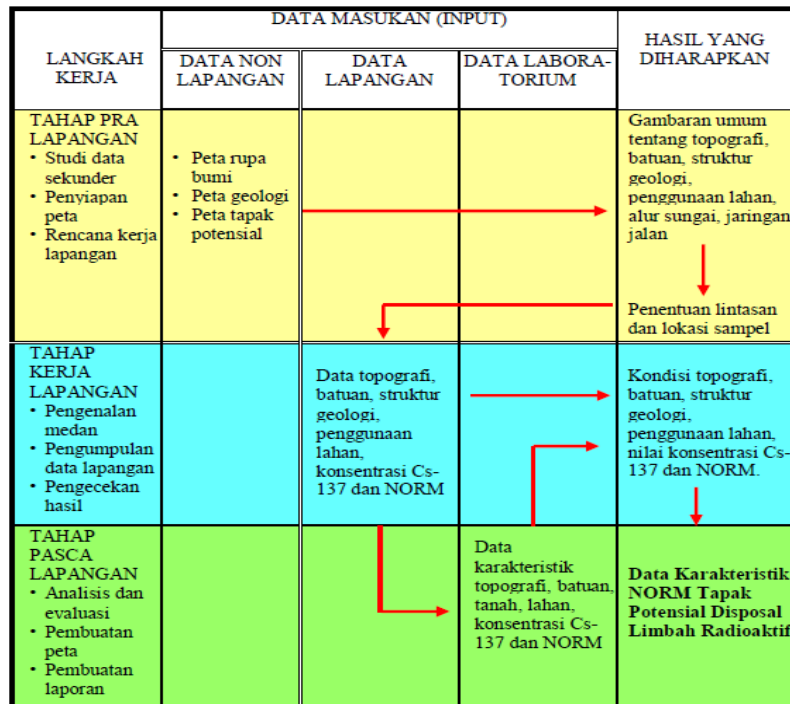 LANGKAH
KERJA
DATA MASUKAN (INPUT)
DATA NON
LAPANGAN
DATA
LAPANGAN
DATA LABORA-
TORIUM
HASIL YANG
DIHARAPKAN
TAHAP PRA
LAPANGAN
• Studi data
sekunder
• Penyiapan
peta
• Rencana kerja
lapangan
• Peta rupa
bumi
• Peta geologi
• Peta tapak
potensial
Gambaran umum
tentang topografi,
batuan, struktur
geologi,
penggunaan lahan,
alur sungai, jaringan
jalan
Penentuan lintasan
dan lokasi sampel
TAHAP
KERJA
LAPANGAN
• Pengenalan
medan
• Pengumpulan
data lapangan
• Pengecekan
hasil
Data topografi,
batuan, struktur
geologi,
penggunaan
lahan,
konsentrasi Cs-
137 dan NORM
Kondisi topografi,
batuan, struktur
geologi,
penggunaan lahan,
nilai konsentrasi Cs-
137 dan NORM.
TAHAP
PASCA
LAPANGAN
• Analisis dan
evaluasi
• Pembuatan
peta
• Pembuatan
laporan
Data
karakteristik
topografi, batuan,
tanah, lahan,
konsentrasi Cs-
137 dan NORM
Data Karakteristik
NORM Tapak
Potensial Disposal
Limbah Radioaktif